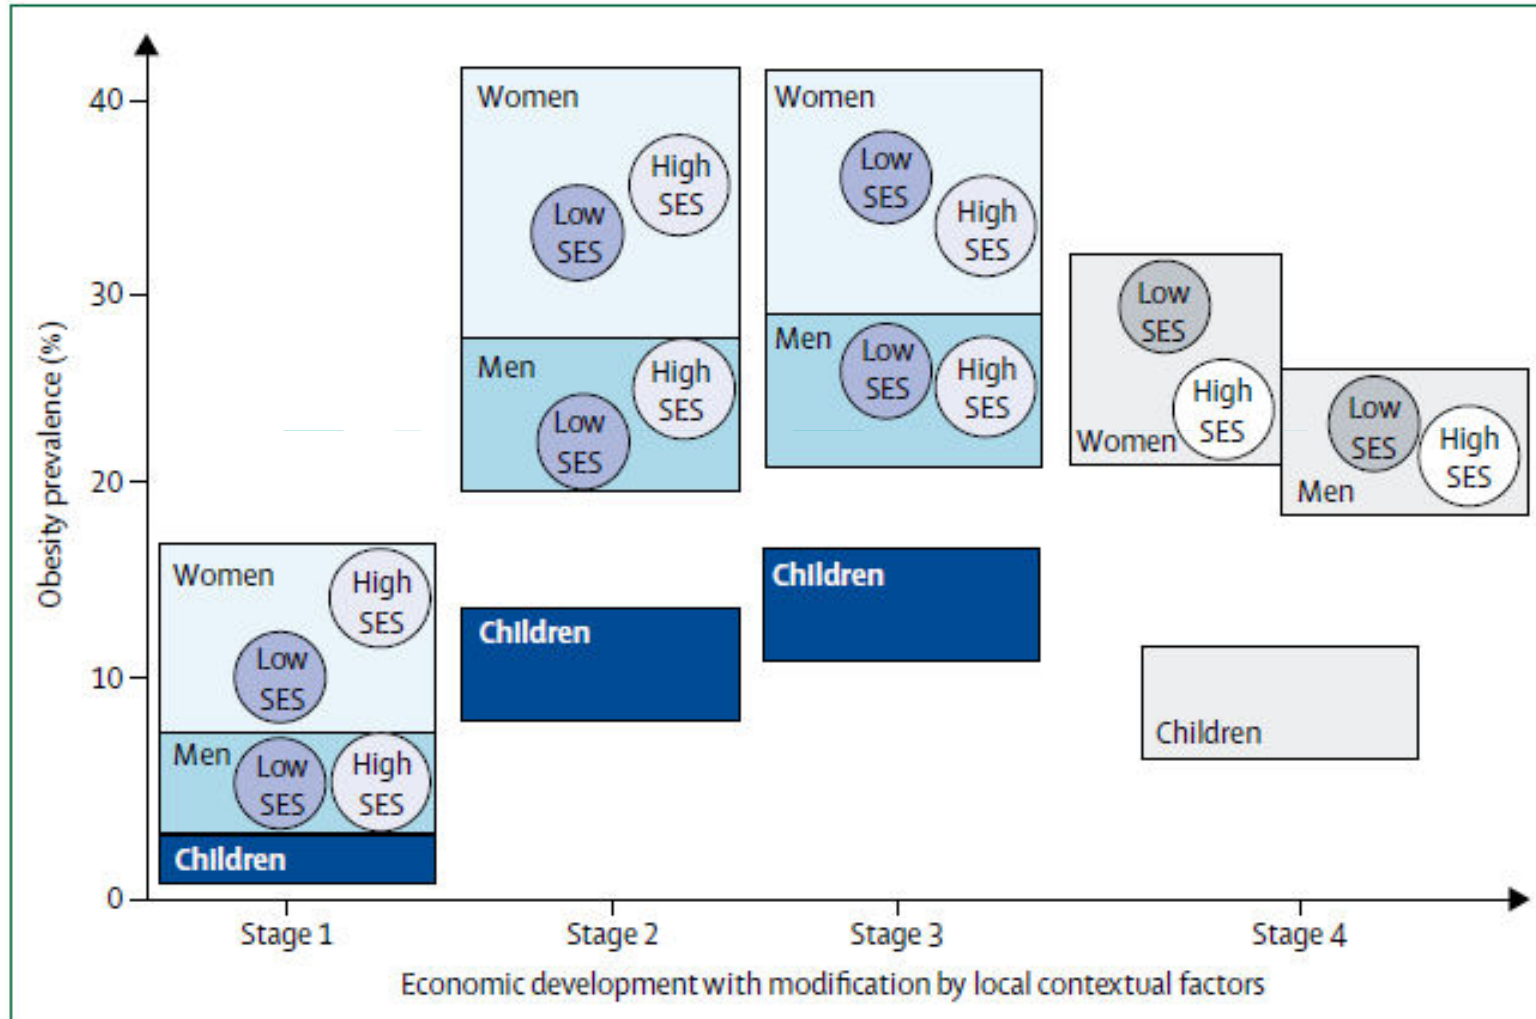 Obesity prevalence (%)
40
30
20
10
0
Women
High
SES
Low
SES
Men
Low
SES
High
SES
Children
Women
High
SES
Low
SES
Men
High
SES
Low
SES
Children
Women
Low
SES
High
SES
Men
Low
SES
High
SES
Children
Low
SES
High
SES
Women
Low
SES
High
SES
Men
Children
Stage 1
Stage 2
Stage 3
Stage 4
Economic development with modification by local contextual factors